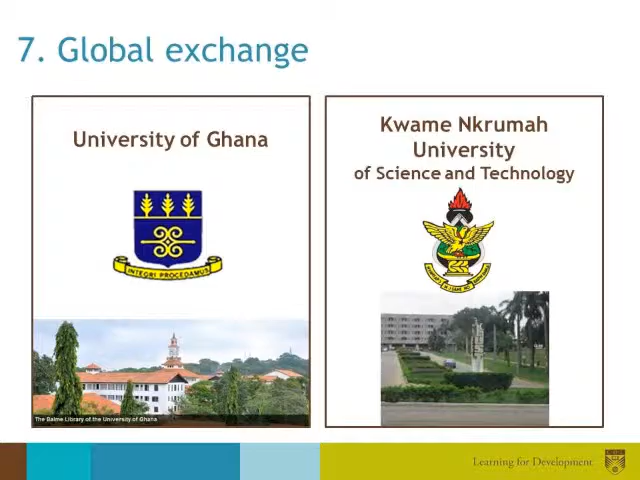 7. Global exchange
University of Ghana
INTEGRI PROCEDAMUS
The Balme Library of the University of Ghana
Kwame Nkrumah
University
of Science and Technology
Learning for Development